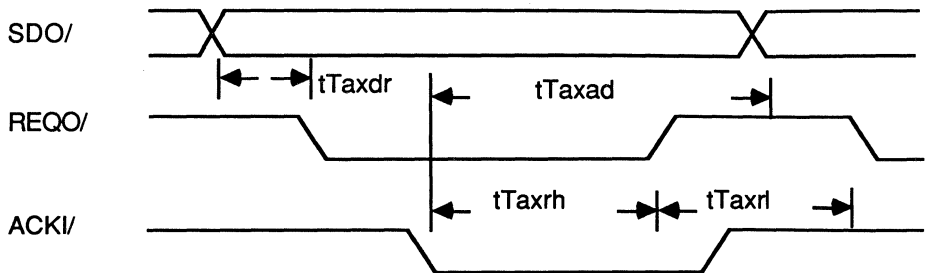 SDO/
tTaxdr
tTaxad
REQO/
tTaxrh
tTaxrl
ACKI/